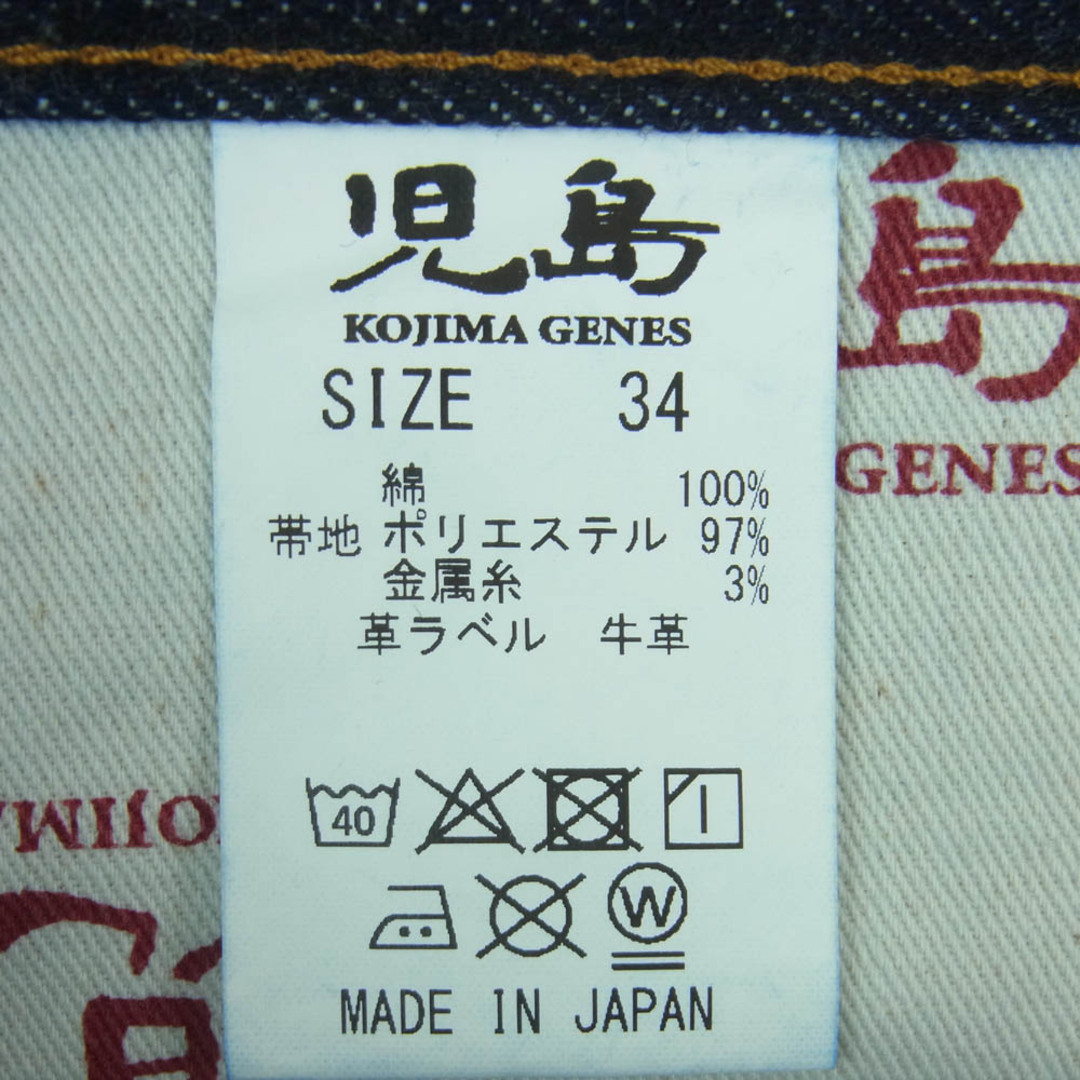 児島
KOJIMA GENES
SIZE 34
綿 100%
帯地 ポリエステル 97%
金属糸 3%
革ラベル 牛革
40
W
MADE IN JAPAN
島
GENES
KOJIMA